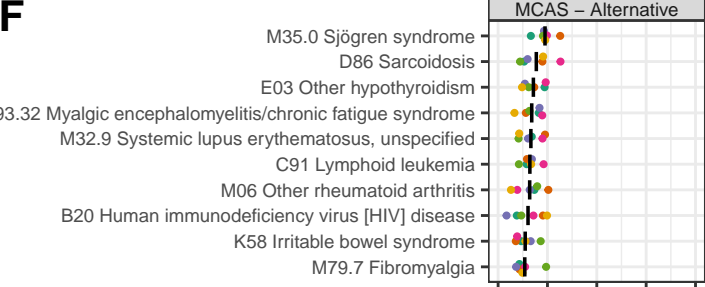 F
MCAS – Alternative
M35.0 Sjögren syndrome
D86 Sarcoidosis
E03 Other hypothyroidism
93.32 Myalgic encephalomyelitis/chronic fatigue syndrome
M32.9 Systemic lupus erythematosus, unspecified
C91 Lymphoid leukemia
M06 Other rheumatoid arthritis
B20 Human immunodeficiency virus [HIV] disease
K58 Irritable bowel syndrome
M79.7 Fibromyalgia